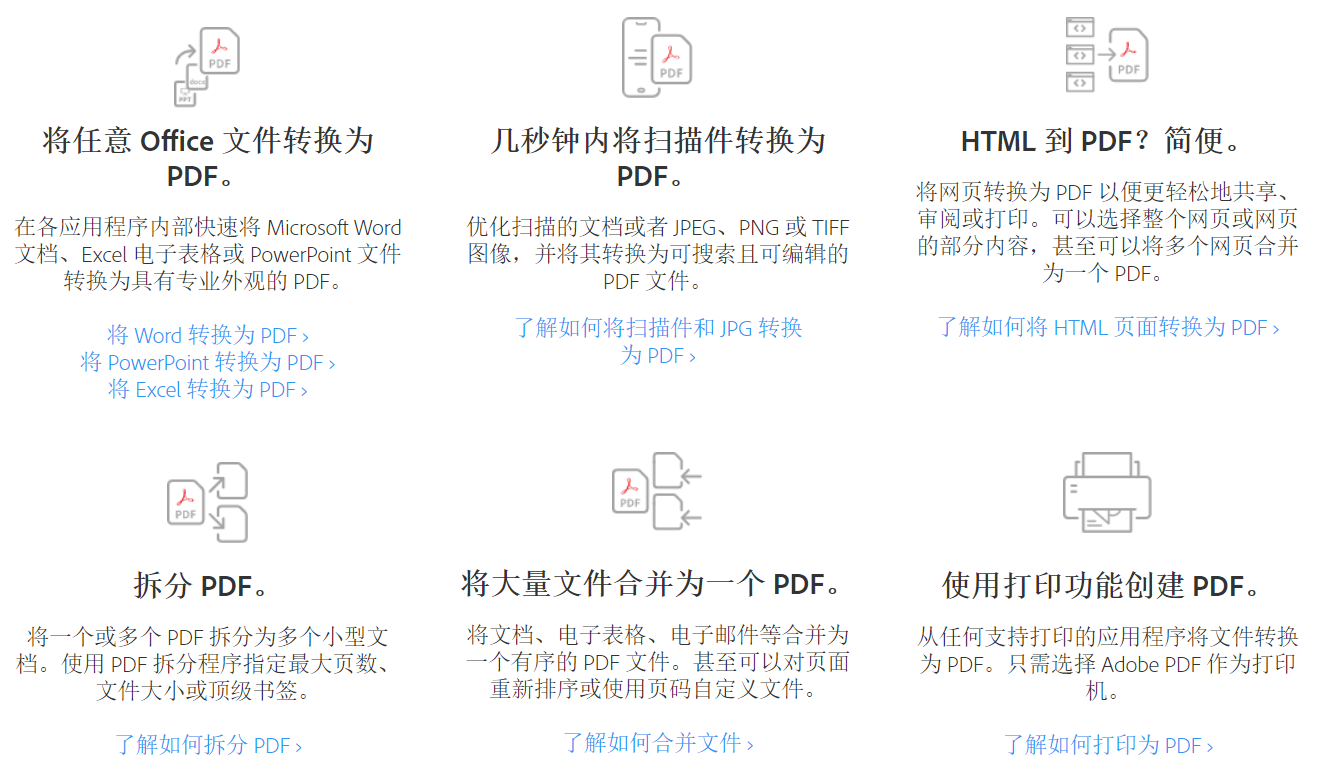 PDF
docx
PPT
将任意 Office 文件转换为
PDF。
在各应用程序内部快速将 Microsoft Word
文档、Excel 电子表格或 PowerPoint 文件
转换为具有专业外观的 PDF。
将 Word 转换为 PDF ›
将 PowerPoint 转换为 PDF ›
将 Excel 转换为 PDF ›
PDF
几秒钟内将扫描件转换为
PDF。
优化扫描的文档或者 JPEG、PNG 或 TIFF
图像，并将其转换为可搜索且可编辑的
PDF 文件。
了解如何将扫描件和 JPG 转换
为 PDF ›
PDF
HTML 到 PDF？简便。
将网页转换为 PDF 以便更轻松地共享、
审阅或打印。可以选择整个网页或网页
的部分内容，甚至可以将多个网页合并
为一个 PDF。
了解如何将 HTML 页面转换为 PDF ›
PDF
拆分 PDF。
将一个或多个 PDF 拆分为多个小型文
档。使用 PDF 拆分程序指定最大页数、
文件大小或顶级书签。
了解如何拆分 PDF ›
PDF
将大量文件合并为一个 PDF。
将文档、电子表格、电子邮件等合并为
一个有序的 PDF 文件。甚至可以对页面
重新排序或使用页码自定义文件。
了解如何合并文件 ›
使用打印功能创建 PDF。
从任何支持打印的应用程序将文件转换
为 PDF。只需选择 Adobe PDF 作为打印
机。
了解如何打印为 PDF ›